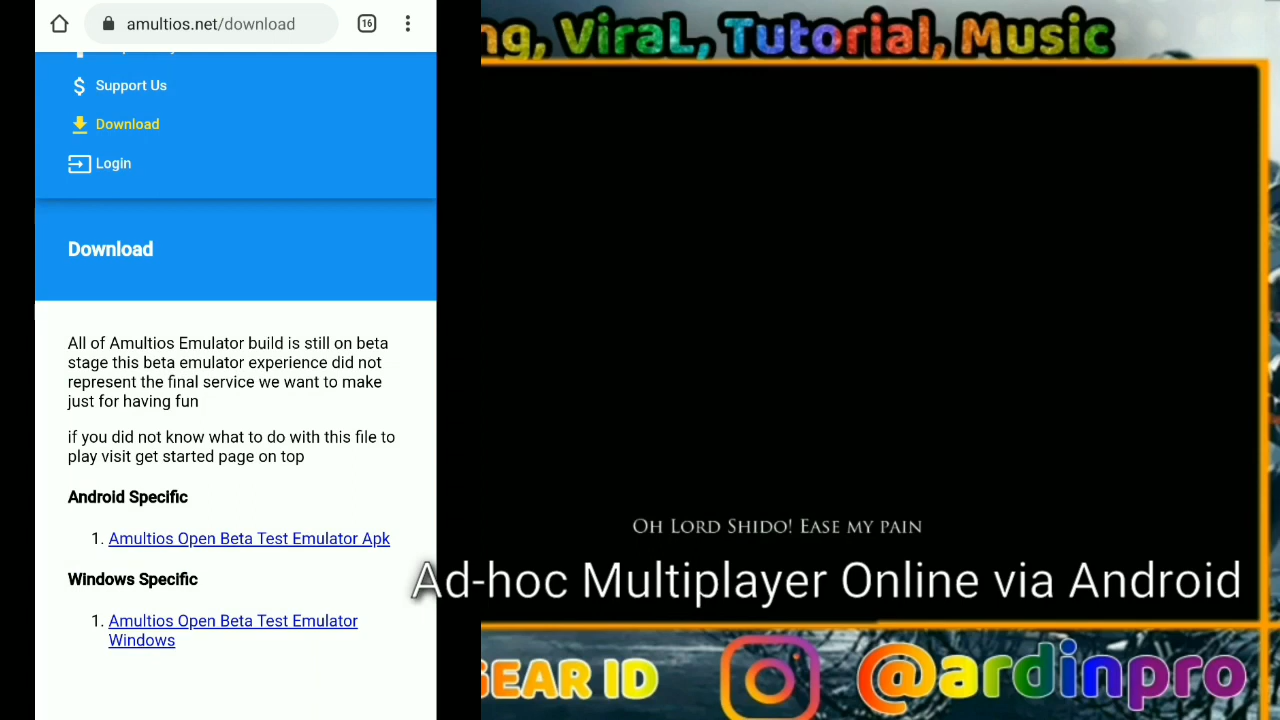 amultios.net/download
16
Support Us
Download
Login
Download
All of Amultios Emulator build is still on beta
stage this beta emulator experience did not
represent the final service we want to make
just for having fun
if you did not know what to do with this file to
play visit get started page on top
Android Specific
1. Amultios Open Beta Test Emulator Apk
Windows Specific
1. Amultios Open Beta Test Emulator
Windows
ng, ViraL, Tutorial, Music
Oh Lord Shido! Ease my pain
Ad-hoc Multiplayer Online via Android
GEAR ID
@ardinpro